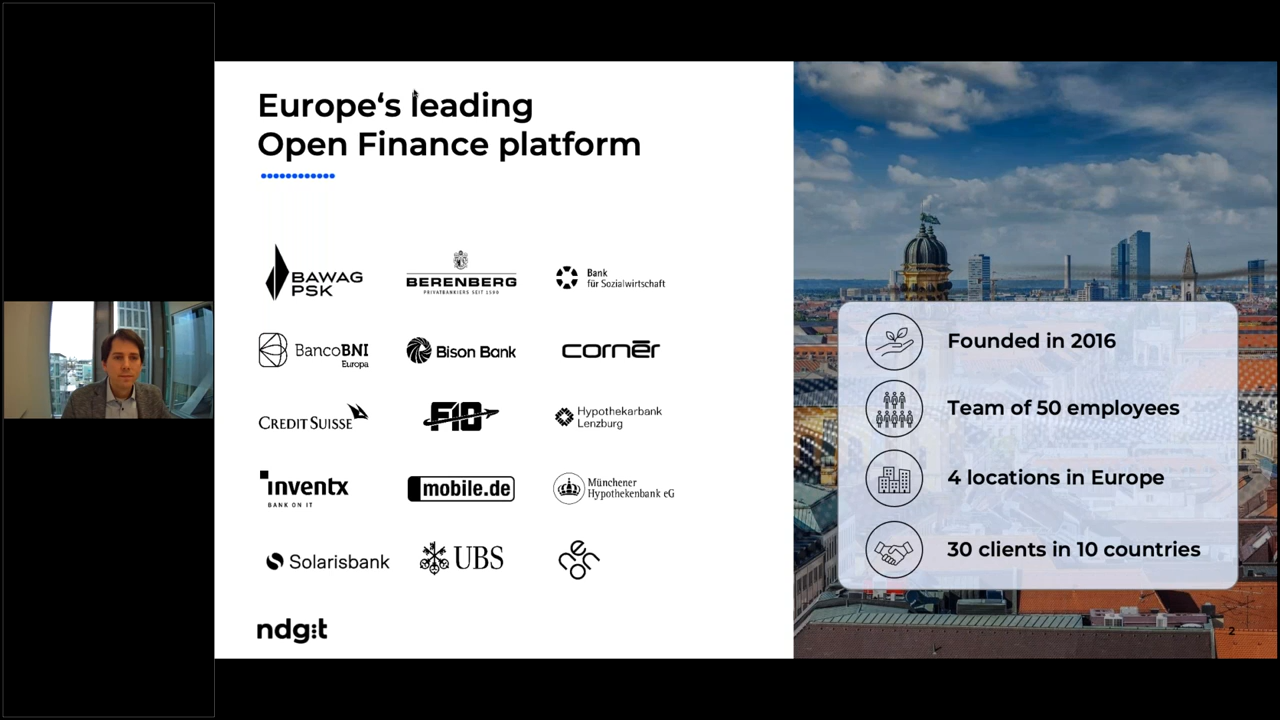 Europe‘s leading
Open Finance platform
BAWAG
PSK
BERENBERG
PRIVATBANKIERS SEIT 1590
Bank
für Sozialwirtschaft
BancoBNI
Europa
Bison Bank
cornèr
CREDIT SUISSE
FIO
Hypothekarbank
Lenzburg
inventx
BANK ON IT
mobile.de
Münchener
Hypothekenbank eG
Solarisbank
UBS
neon
ndgit
Founded in 2016
Team of 50 employees
4 locations in Europe
30 clients in 10 countries
2